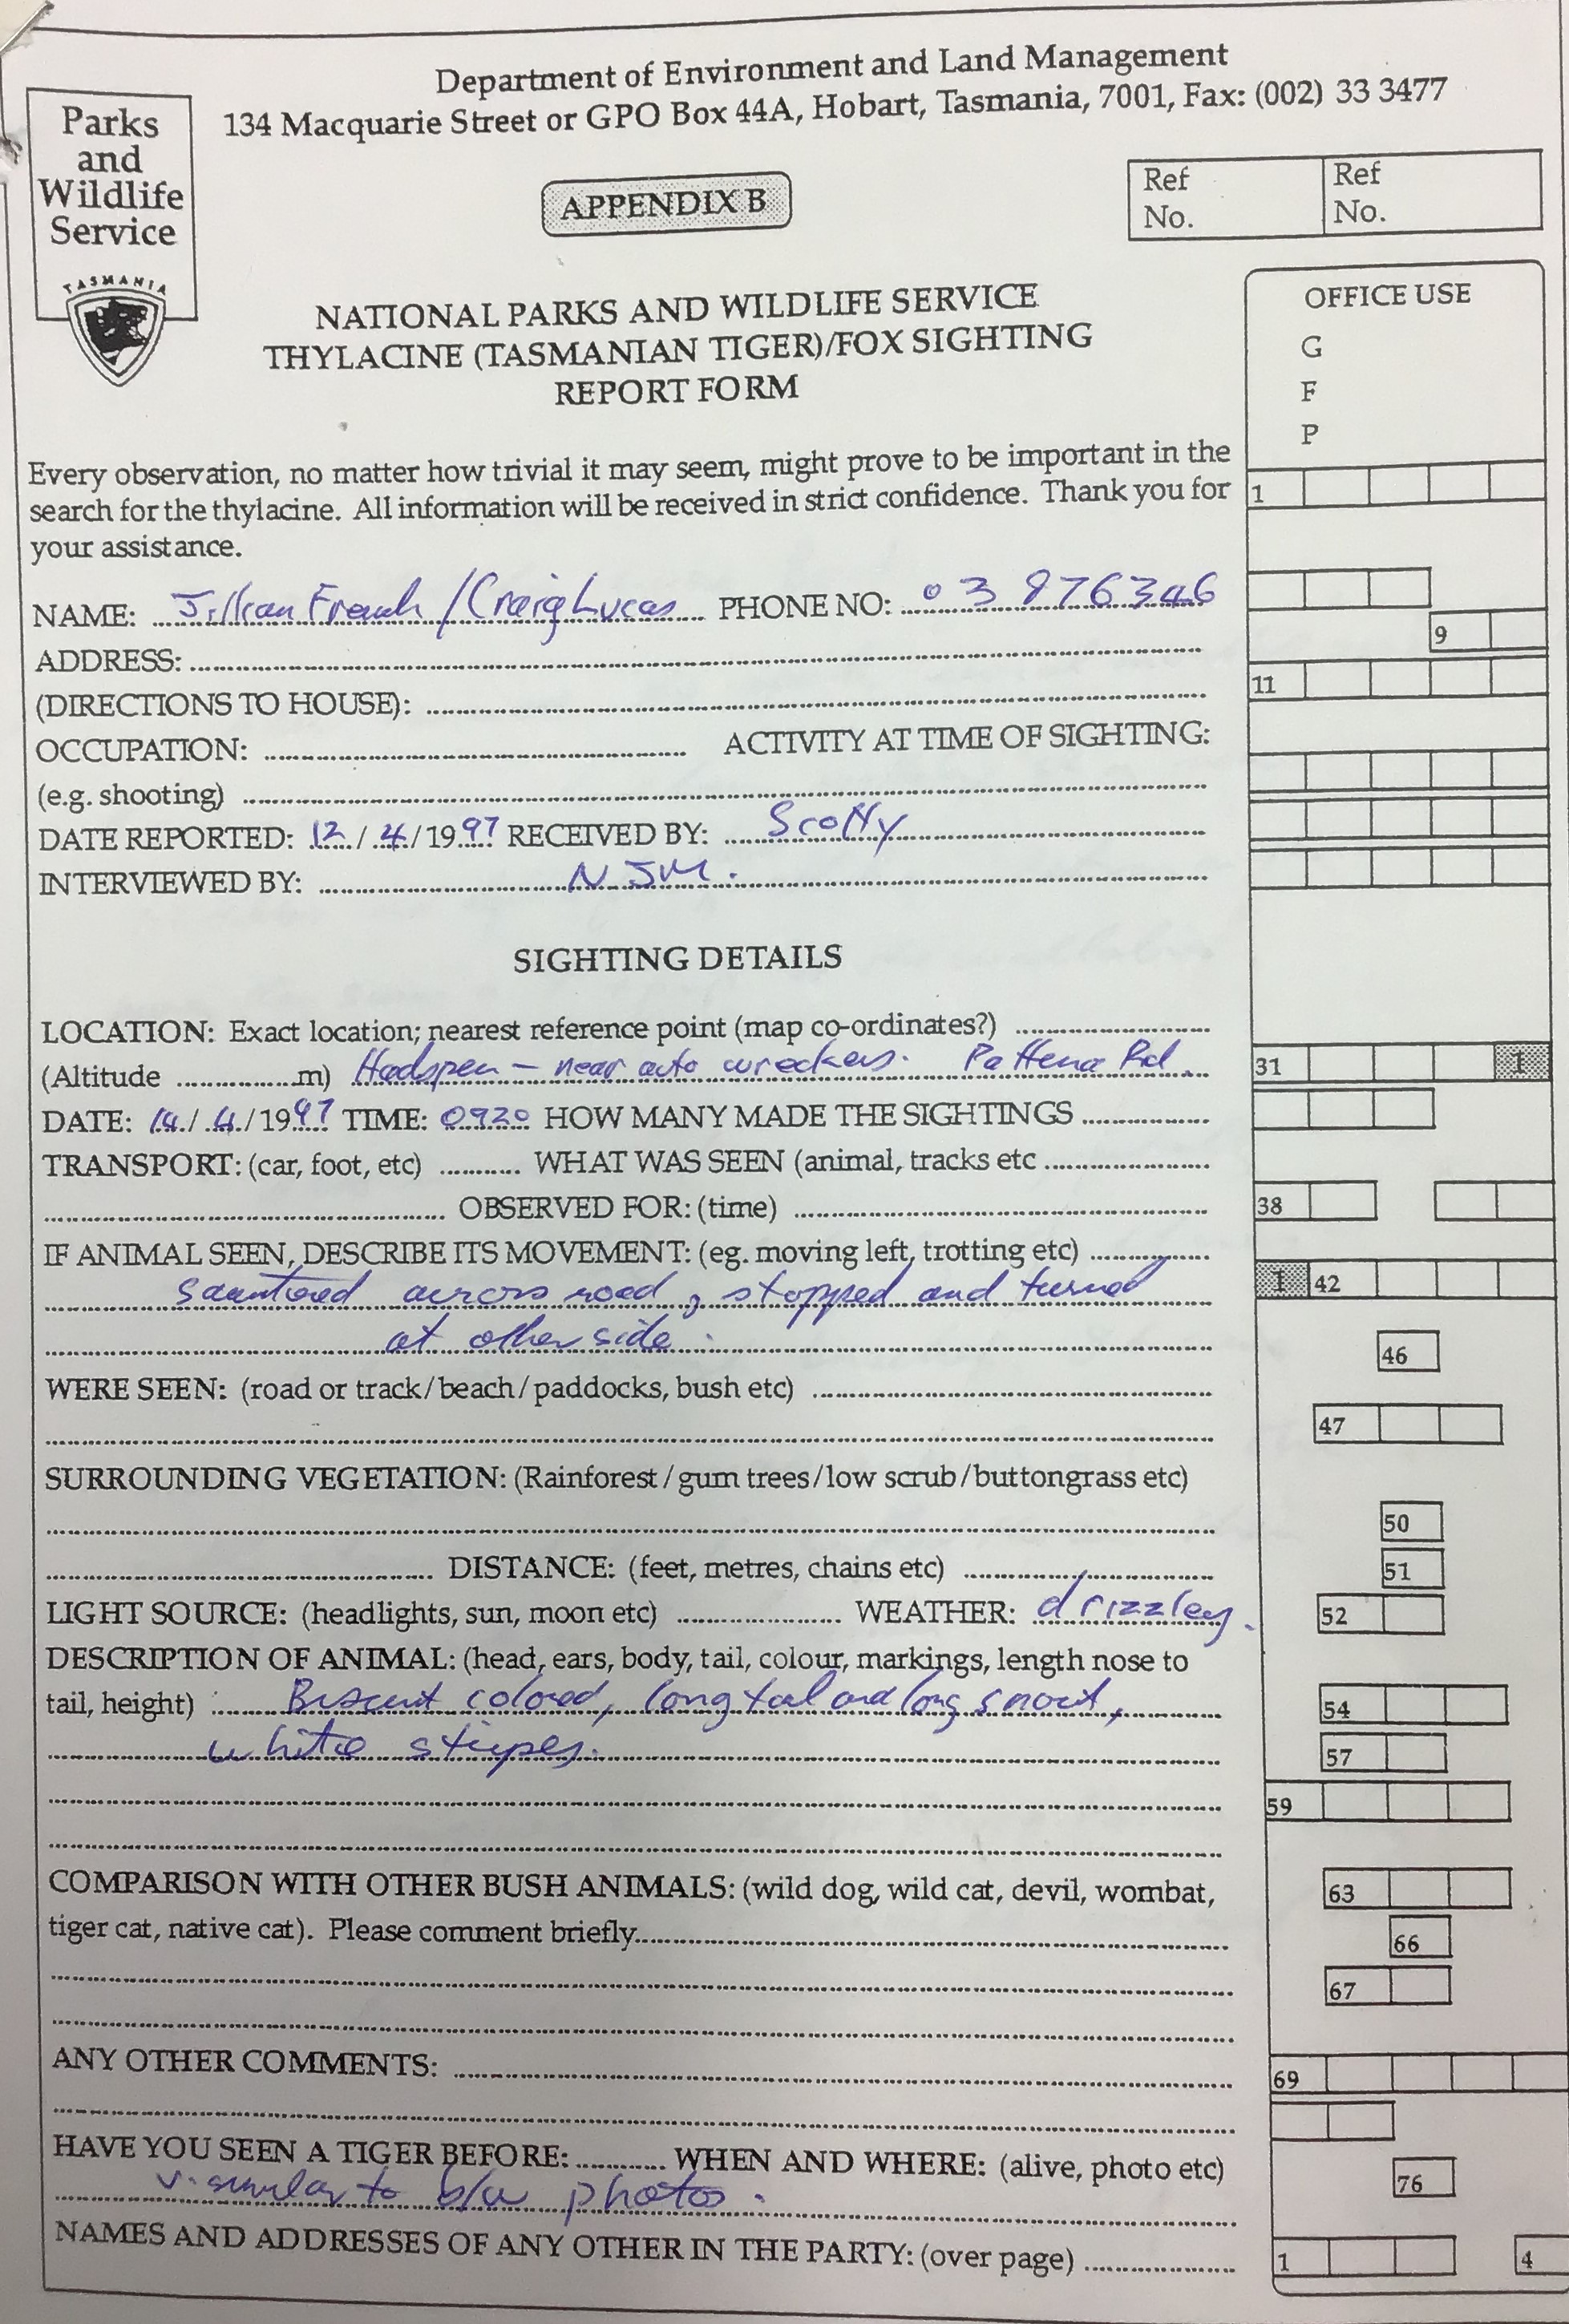 Department of Environment and Land Management
134 Macquarie Street or GPO Box 44A, Hobart, Tasmania, 7001, Fax: (002) 33 3477
Parks
and
Wildlife
Service
TASMANIA
APPENDIX B
Ref No.
Ref No.
NATIONAL PARKS AND WILDLIFE SERVICE
THYLACINE (TASMANIAN TIGER)/FOX SIGHTING
REPORT FORM
OFFICE USE
G
F
P
Every observation, no matter how trivial it may seem, might prove to be important in the
search for the thylacine. All information will be received in strict confidence. Thank you for
your assistance.
1
NAME: Jillian French / Craig Lucas PHONE NO: 03 8763246
9
ADDRESS:
(DIRECTIONS TO HOUSE):
11
OCCUPATION: ACTIVITY AT TIME OF SIGHTING:
(e.g. shooting)
DATE REPORTED: 12/4/1997 RECEIVED BY: Scotty
INTERVIEWED BY: NJM.
SIGHTING DETAILS
LOCATION: Exact location; nearest reference point (map co-ordinates?)
(Altitude m) Hadspen - near auto wreckers. Pattena Rd.
31 1
DATE: 14/4/1997 TIME: 0920 HOW MANY MADE THE SIGHTINGS
TRANSPORT: (car, foot, etc) WHAT WAS SEEN (animal, tracks etc
OBSERVED FOR: (time)
38
IF ANIMAL SEEN, DESCRIBE ITS MOVEMENT: (eg. moving left, trotting etc)
sauntered across road, stopped and turned
1 42
at other side.
46
WERE SEEN: (road or track/beach/paddocks, bush etc)
47
SURROUNDING VEGETATION: (Rainforest/gum trees/low scrub/buttongrass etc)
50
DISTANCE: (feet, metres, chains etc)
51
LIGHT SOURCE: (headlights, sun, moon etc) WEATHER: drizzley.
52
DESCRIPTION OF ANIMAL: (head, ears, body, tail, colour, markings, length nose to
tail, height) Biscuit colored, long tail and long snout,
54
white stripes.
57
59
COMPARISON WITH OTHER BUSH ANIMALS: (wild dog, wild cat, devil, wombat,
63
tiger cat, native cat). Please comment briefly
66
67
ANY OTHER COMMENTS:
69
HAVE YOU SEEN A TIGER BEFORE: WHEN AND WHERE: (alive, photo etc)
v. similar to b/w photos.
76
NAMES AND ADDRESSES OF ANY OTHER IN THE PARTY: (over page)
1 4